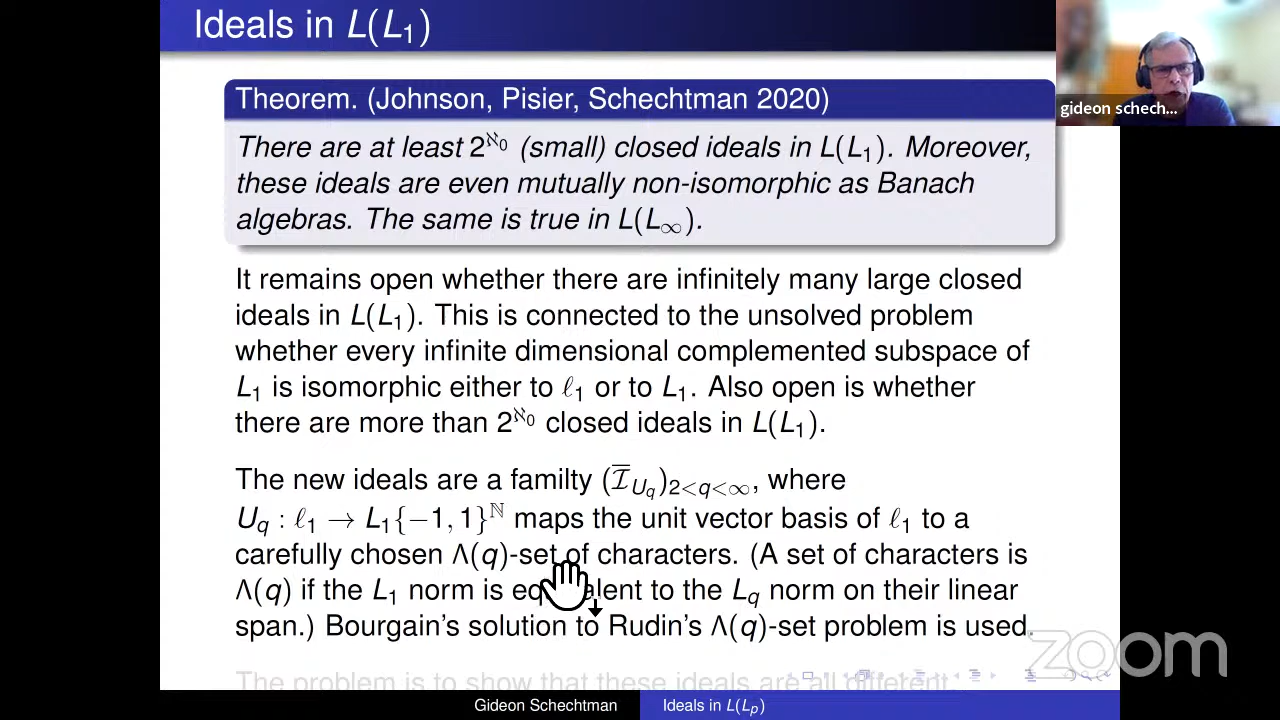 Ideals in L(L₁)
gideon schech...
Theorem. (Johnson, Pisier, Schechtman 2020)
There are at least 2^ℵ₀ (small) closed ideals in L(L₁). Moreover,
these ideals are even mutually non-isomorphic as Banach
algebras. The same is true in L(L∞).
It remains open whether there are infinitely many large closed
ideals in L(L₁). This is connected to the unsolved problem
whether every infinite dimensional complemented subspace of
L₁ is isomorphic either to ℓ₁ or to L₁. Also open is whether
there are more than 2^ℵ₀ closed ideals in L(L₁).
The new ideals are a familty (Ī_{U_q})_{2<q<∞}, where
U_q : ℓ₁ → L₁{−1, 1}^ℕ maps the unit vector basis of ℓ₁ to a
carefully chosen Λ(q)-set of characters. (A set of characters is
Λ(q) if the L₁ norm is equivalent to the L_q norm on their linear
span.) Bourgain's solution to Rudin's Λ(q)-set problem is used.
The problem is to show that these ideals are all different.
zoom
Gideon Schechtman Ideals in L(L_p)